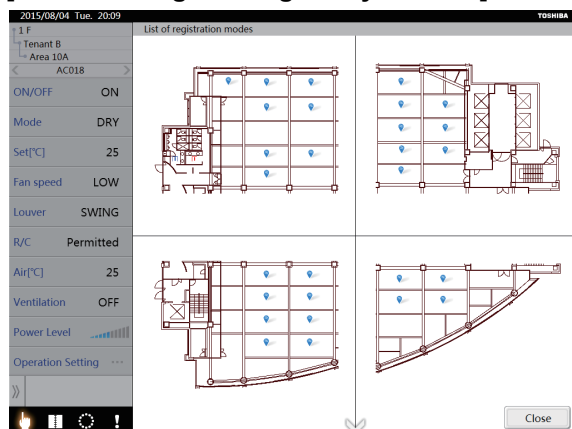 2015/08/04 Tue. 20:09
TOSHIBA
1 F
Tenant B
Area 10A
AC018
List of registration modes
ON/OFF ON
Mode DRY
Set[°C] 25
Fan speed LOW
Louver SWING
R/C Permitted
Air[°C] 25
Ventilation OFF
Power Level
Operation Setting ...
Close